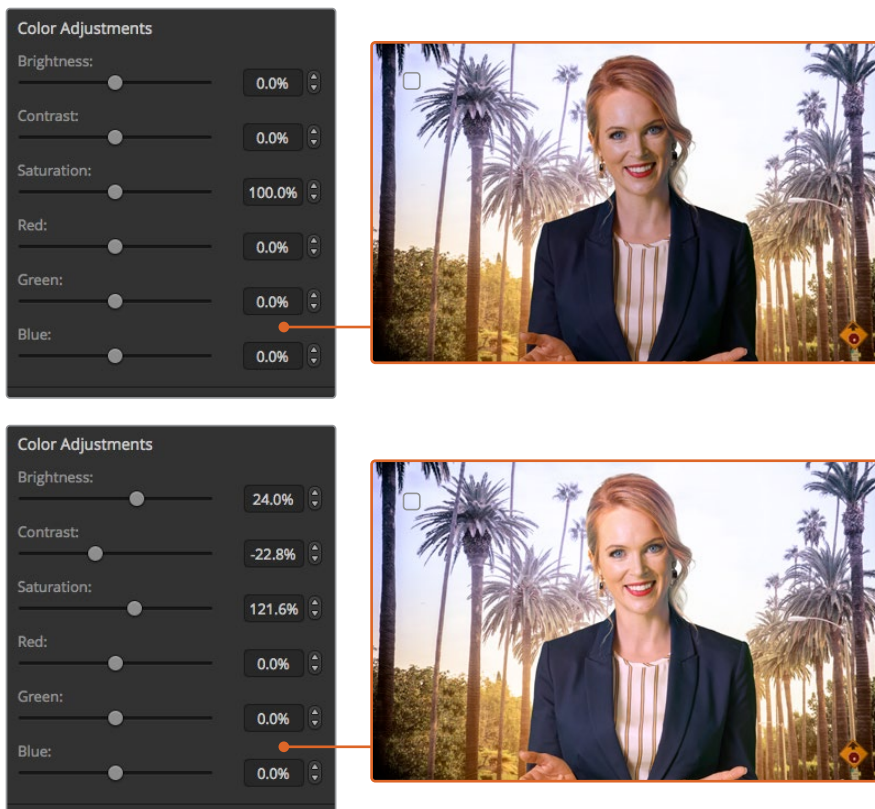 Color Adjustments
Brightness:
0.0%
Contrast:
0.0%
Saturation:
100.0%
Red:
0.0%
Green:
0.0%
Blue:
0.0%
Color Adjustments
Brightness:
24.0%
Contrast:
-22.8%
Saturation:
121.6%
Red:
0.0%
Green:
0.0%
Blue:
0.0%